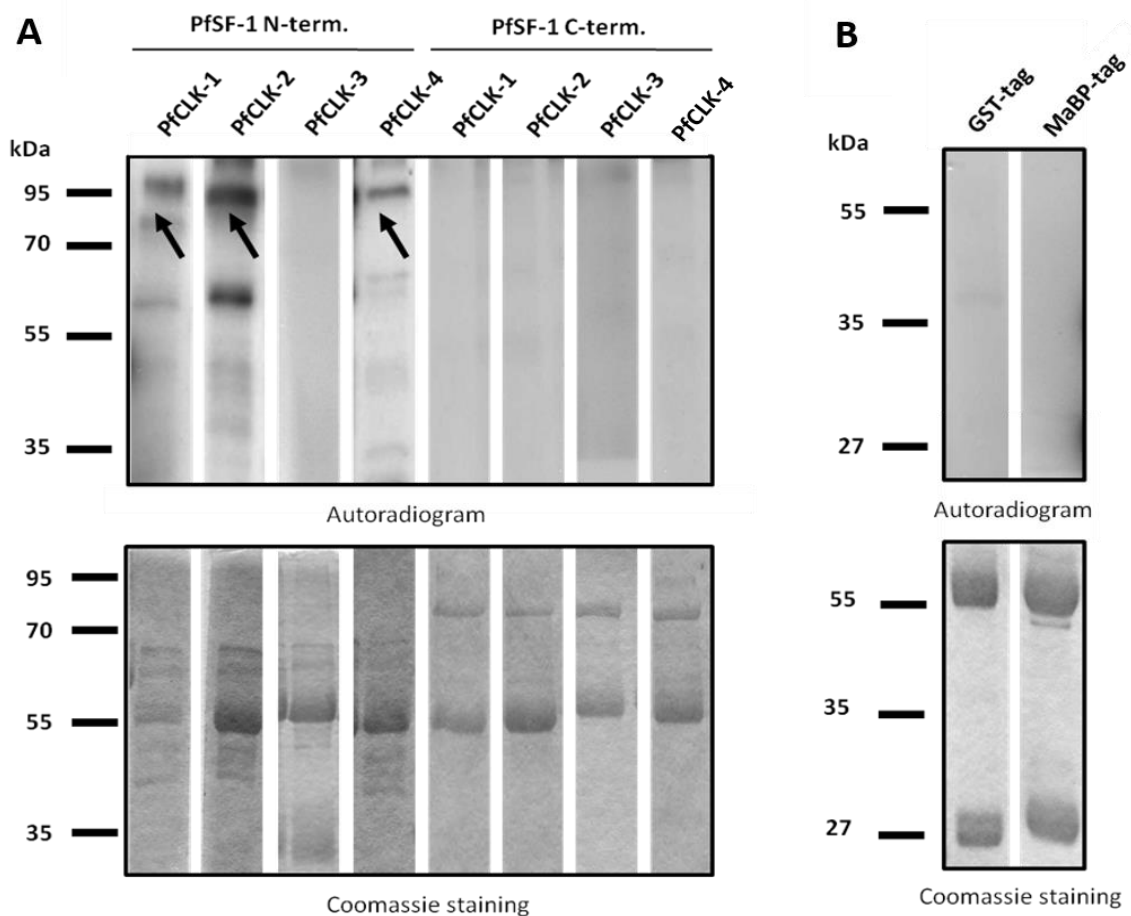 A
PfSF-1 N-term.
PfSF-1 C-term.
PfCLK-1
PfCLK-2
PfCLK-3
PfCLK-4
PfCLK-1
PfCLK-2
PfCLK-3
PfCLK-4
kDa
95
70
55
35
Autoradiogram
95
70
55
35
Coomassie staining
B
GST-tag
MaBP-tag
kDa
55
35
27
Autoradiogram
55
35
27
Coomassie staining